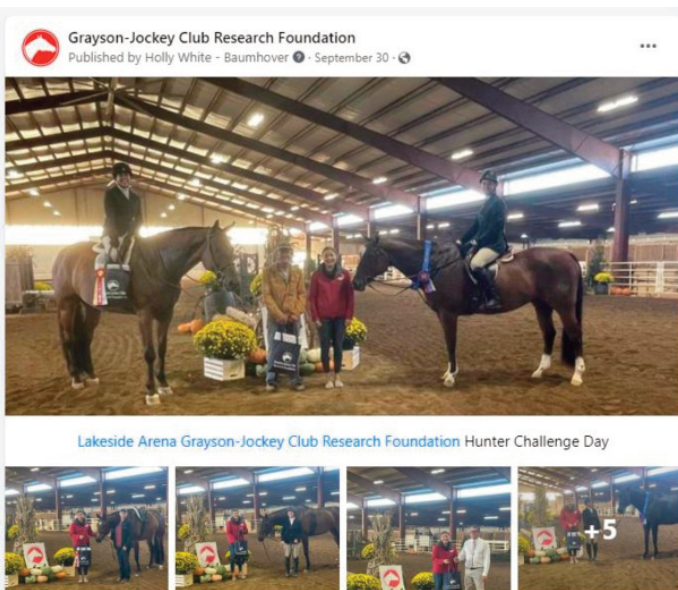 Grayson-Jockey Club Research Foundation
Published by Holly White - Baumhover · September 30 ·
Lakeside Arena Grayson-Jockey Club Research Foundation Hunter Challenge Day
+5